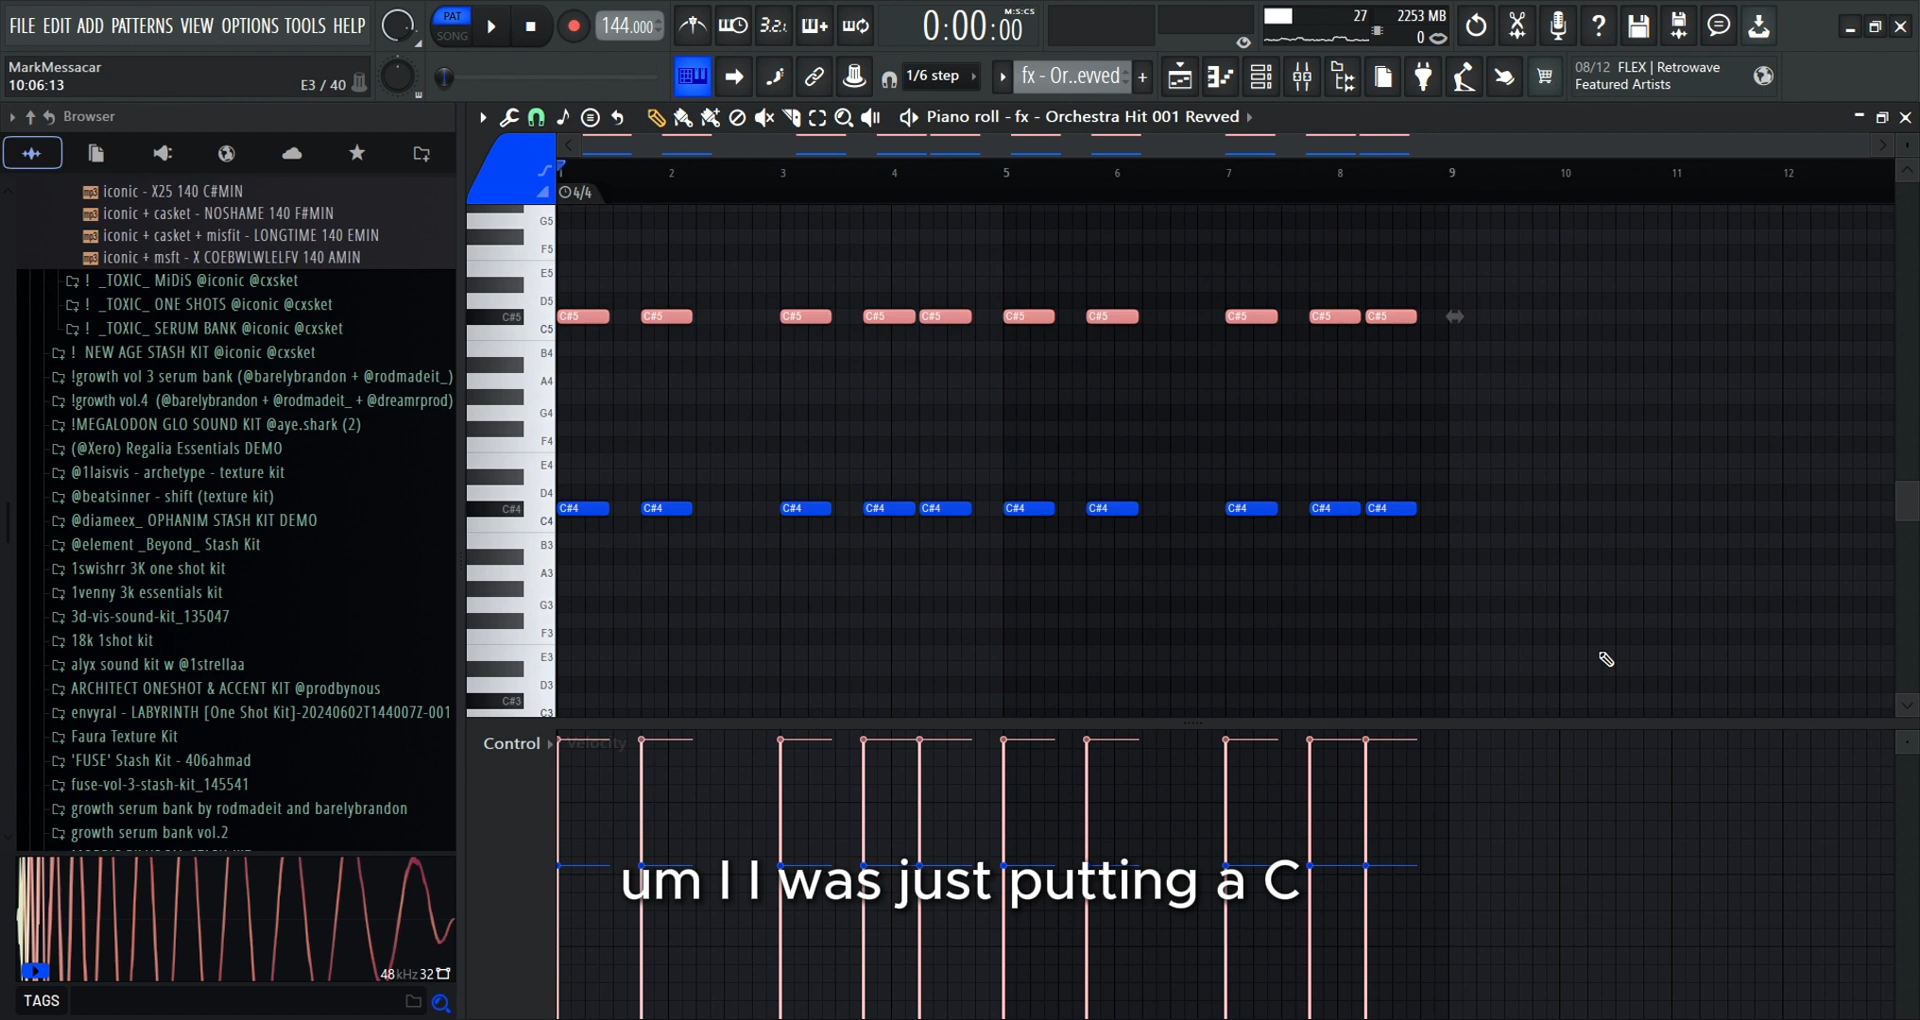 FILE EDIT ADD PATTERNS VIEW OPTIONS TOOLS HELP
PAT
SONG
144.000
3.2.
0:00:00
M:S:CS
27
2253 MB
0
MarkMessacar
10:06:13
E3 / 40
1/6 step
fx - Or..evved
08/12 FLEX | Retrowave
Featured Artists
Browser
Piano roll - fx - Orchestra Hit 001 Revved
iconic - X25 140 C#MIN
iconic + casket - NOSHAME 140 F#MIN
iconic + casket + misfit - LONGTIME 140 EMIN
iconic + msft - X COEBWLWLELFV 140 AMIN
! _TOXIC_ MiDiS @iconic @cxsket
! _TOXIC_ ONE SHOTS @iconic @cxsket
! _TOXIC_ SERUM BANK @iconic @cxsket
! NEW AGE STASH KIT @iconic @cxsket
!growth vol 3 serum bank (@barelybrandon + @rodmadeit_)
!growth vol.4 (@barelybrandon + @rodmadeit_ + @dreamrprod)
!MEGALODON GLO SOUND KIT @aye.shark (2)
(@Xero) Regalia Essentials DEMO
@1laisvis - archetype - texture kit
@beatsinner - shift (texture kit)
@diameex_ OPHANIM STASH KIT DEMO
@element _Beyond_ Stash Kit
1swishrr 3K one shot kit
1venny 3k essentials kit
3d-vis-sound-kit_135047
18k 1shot kit
alyx sound kit w @1strellaa
ARCHITECT ONESHOT & ACCENT KIT @prodbynous
envyral - LABYRINTH [One Shot Kit]-20240602T144007Z-001
Faura Texture Kit
'FUSE' Stash Kit - 406ahmad
fuse-vol-3-stash-kit_145541
growth serum bank by rodmadeit and barelybrandon
growth serum bank vol.2
48kHz 32
TAGS
1 2 3 4 5 6 7 8 9 10 11 12
4/4
G5
F5
E5
D5
C#5 C#5 C#5 C#5 C#5 C#5 C#5 C#5 C#5 C#5 C#5
C5
B4
A4
G4
F4
E4
D4
C#4 C#4 C#4 C#4 C#4 C#4 C#4 C#4 C#4 C#4 C#4
C4
B3
A3
G3
F3
E3
D3
C#3
C3
Control
Velocity
um I I was just putting a C